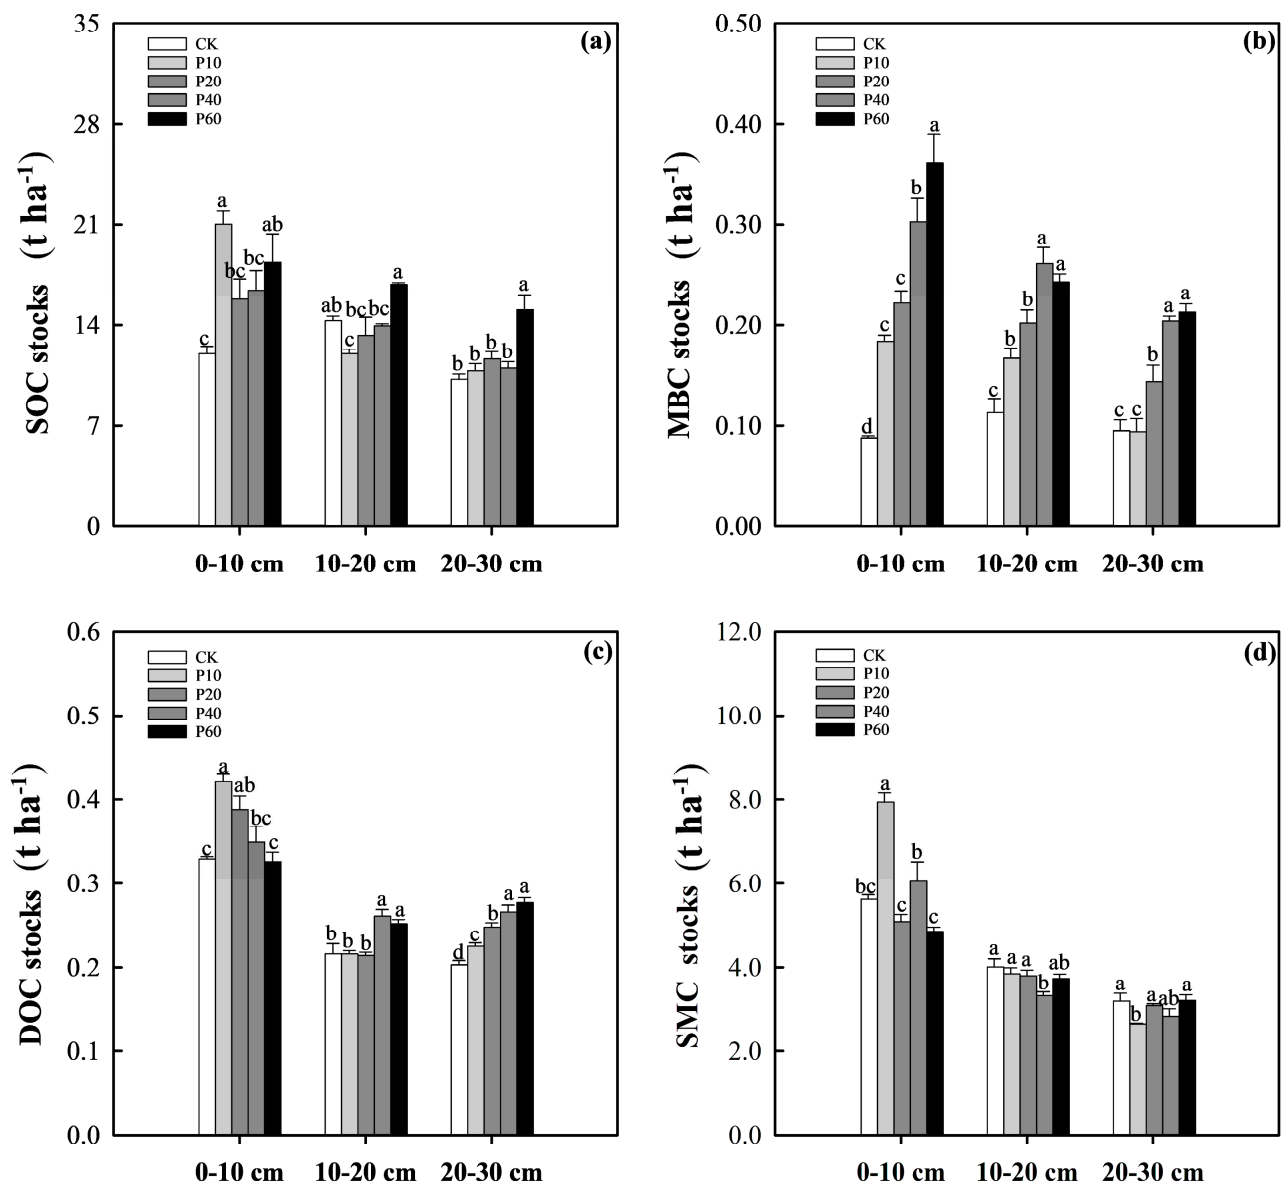 35
28
21
14
7
0
SOC stocks (t ha⁻¹)
CK
P10
P20
P40
P60
(a)
c a bc bc ab
ab c bc bc a
b b b b a
0-10 cm 10-20 cm 20-30 cm
0.50
0.40
0.30
0.20
0.10
0.00
MBC stocks (t ha⁻¹)
CK
P10
P20
P40
P60
(b)
d c c b a
c b b a a
c c b a a
0-10 cm 10-20 cm 20-30 cm
0.6
0.5
0.4
0.3
0.2
0.1
0.0
DOC stocks (t ha⁻¹)
CK
P10
P20
P40
P60
(c)
c a ab bc c
b b b a a
d c b a a
0-10 cm 10-20 cm 20-30 cm
12.0
10.0
8.0
6.0
4.0
2.0
0.0
SMC stocks (t ha⁻¹)
CK
P10
P20
P40
P60
(d)
bc a c b c
a a a b ab
a b a ab a
0-10 cm 10-20 cm 20-30 cm